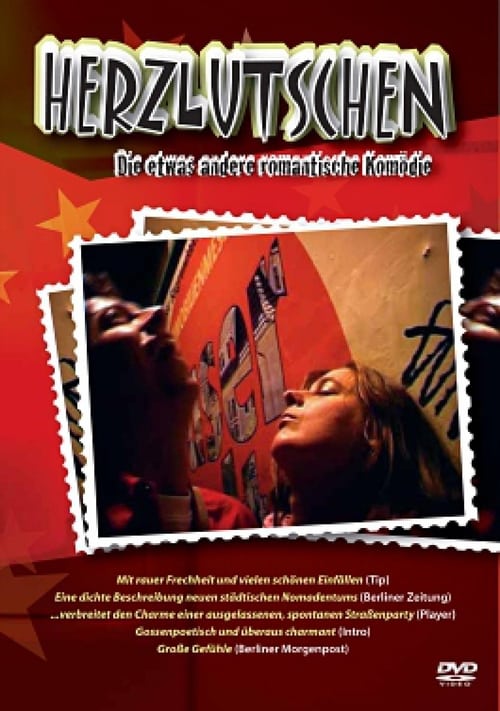 HERZLUTSCHEN
Die etwas andere romantische Komödie
Mit rauer Frechheit und vielen schönen Einfällen (Tip)
Eine dichte Beschreibung neuen städtischen Nomadentums (Berliner Zeitung)
...verbreitet den Charme einer ausgelassenen, spontanen Straßenparty (Player)
Gossenpoetisch und überaus charmant (Intro)
Große Gefühle (Berliner Morgenpost)
DVD
VIDEO